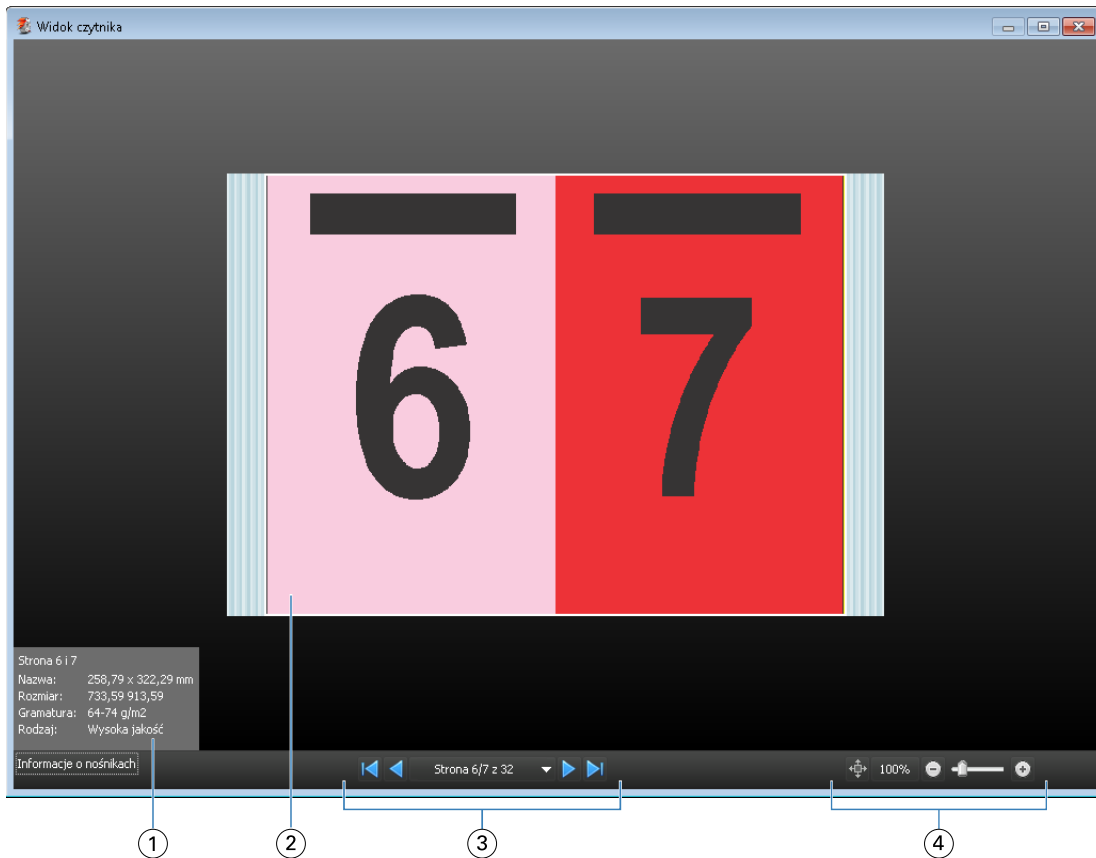 Widok czytnika
6 7
Strona 6 i 7
Nazwa: 258,79 x 322,29 mm
Rozmiar: 733,59 913,59
Gramatura: 64-74 g/m2
Rodzaj: Wysoka jakość
Informacje o nośnikach
Strona 6/7 z 32
100%
1 2 3 4